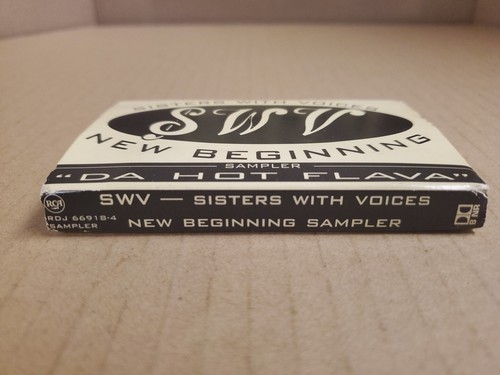 SISTERS WITH VOICES
SWV
NEW BEGINNING
SAMPLER
"DA HOT FLAVA"
SWV — SISTERS WITH VOICES
NEW BEGINNING SAMPLER
RCA
RDJ 66918-4
SAMPLER
B NR